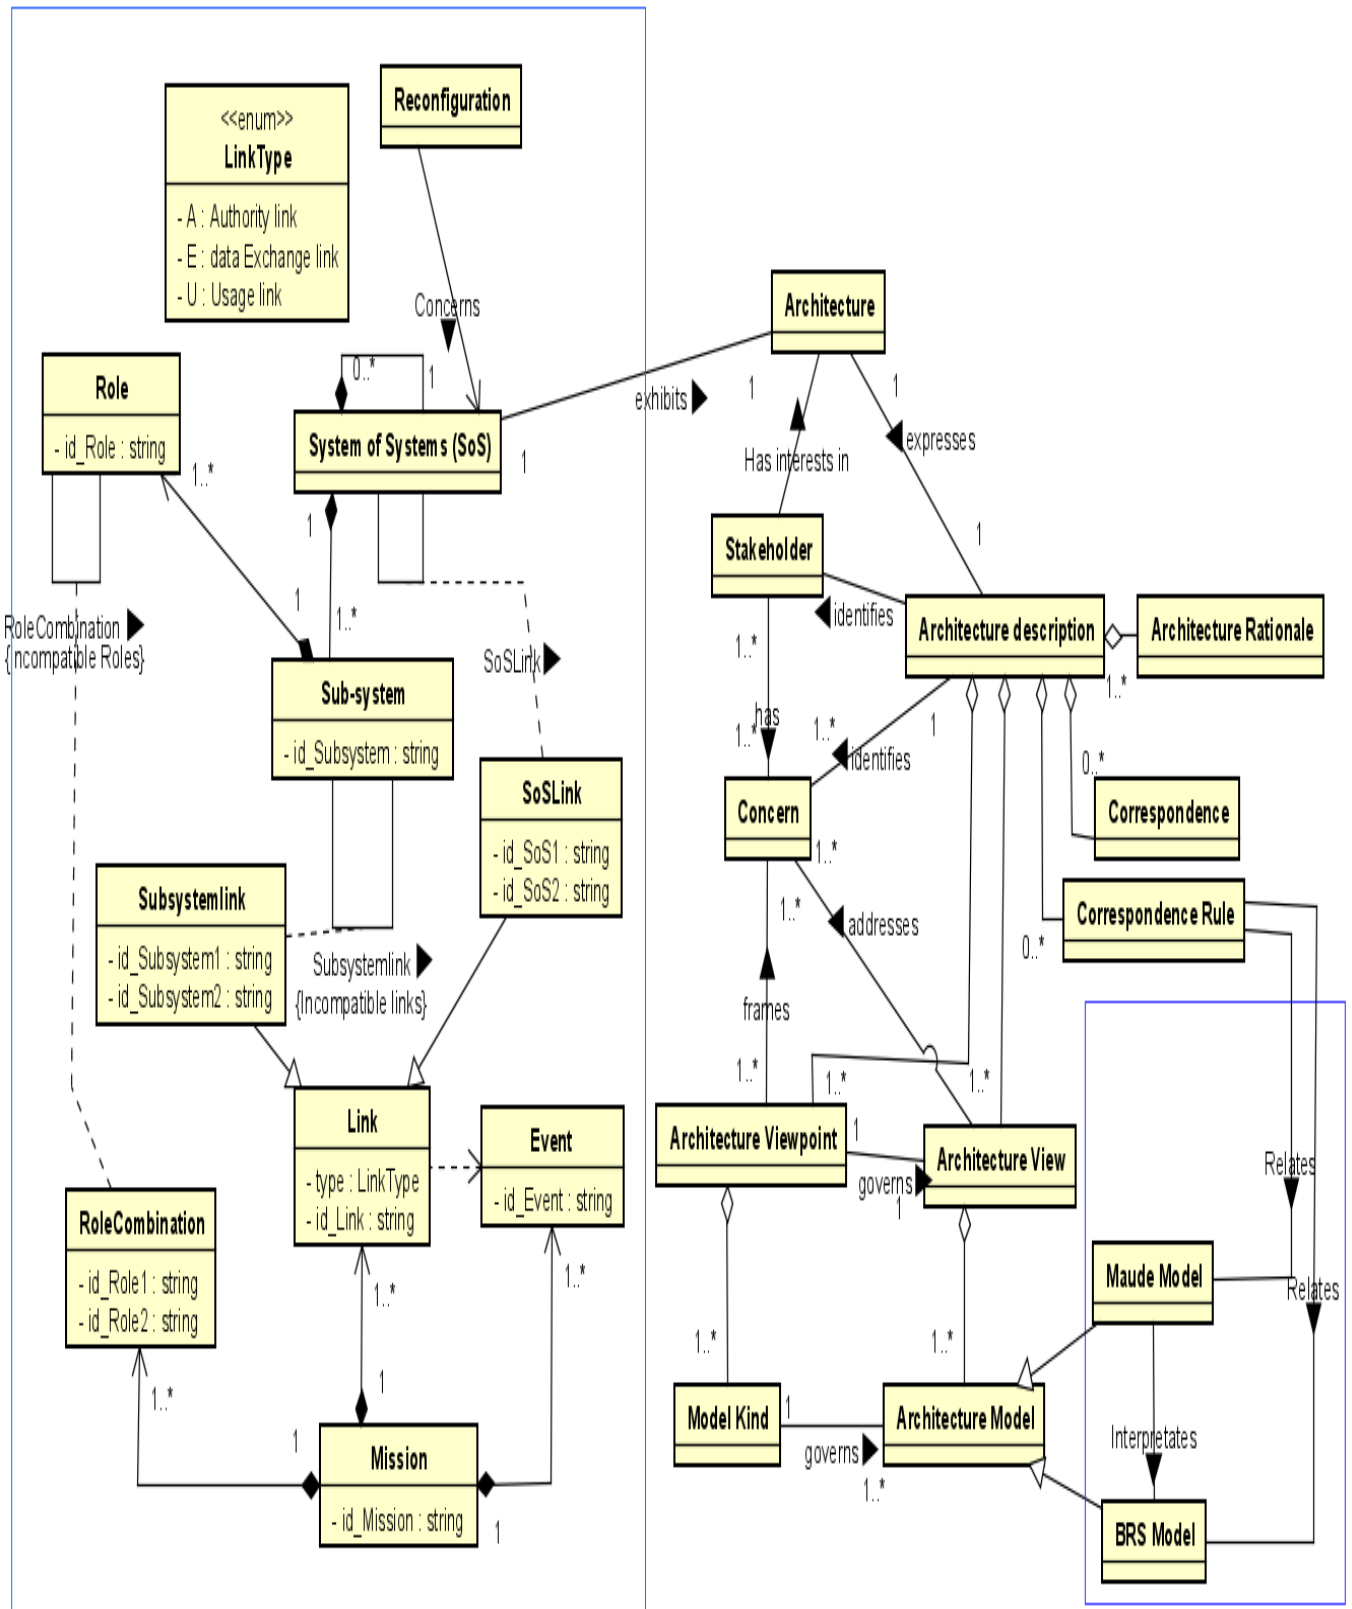 Reconfiguration
<<enum>>
LinkType
- A : Authority link
- E : data Exchange link
- U : Usage link
Concerns
Architecture
Role
- id_Role : string
0..*
1
System of Systems (SoS)
exhibits
1
1
expresses
Has interests in
1..*
1
1
Stakeholder
1
identifies
Architecture description
Architecture Rationale
1..*
1
1..*
RoleCombination
{Incompatible Roles}
SoSLink
Sub-system
- id_Subsystem : string
1..*
has
1..*
1..*
1
identifies
0..*
SoSLink
- id_SoS1 : string
- id_SoS2 : string
Concern
1..*
Correspondence
Subsystemlink
- id_Subsystem1 : string
- id_Subsystem2 : string
1..*
addresses
Correspondence Rule
0..*
Subsystemlink
{Incompatible links}
frames
1..*
1..*
1..*
Link
- type : LinkType
- id_Link : string
Event
- id_Event : string
Architecture Viewpoint
1
governs
1
Architecture View
Relates
RoleCombination
- id_Role1 : string
- id_Role2 : string
1..*
1..*
Maude Model
Relates
1..*
1..*
1..*
1
Model Kind
1
governs
1..*
Architecture Model
Interpretates
1
Mission
- id_Mission : string
1
BRS Model